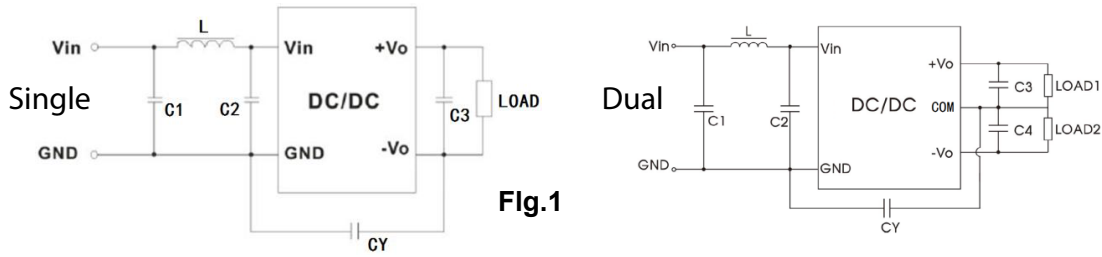 Single
Vin
L
Vin
+Vo
C1
C2
DC/DC
C3
LOAD
GND
GND
-Vo
CY
FIg.1
Dual
Vin
L
Vin
+Vo
C3
LOAD1
C1
C2
DC/DC
COM
C4
LOAD2
-Vo
GND
GND
CY